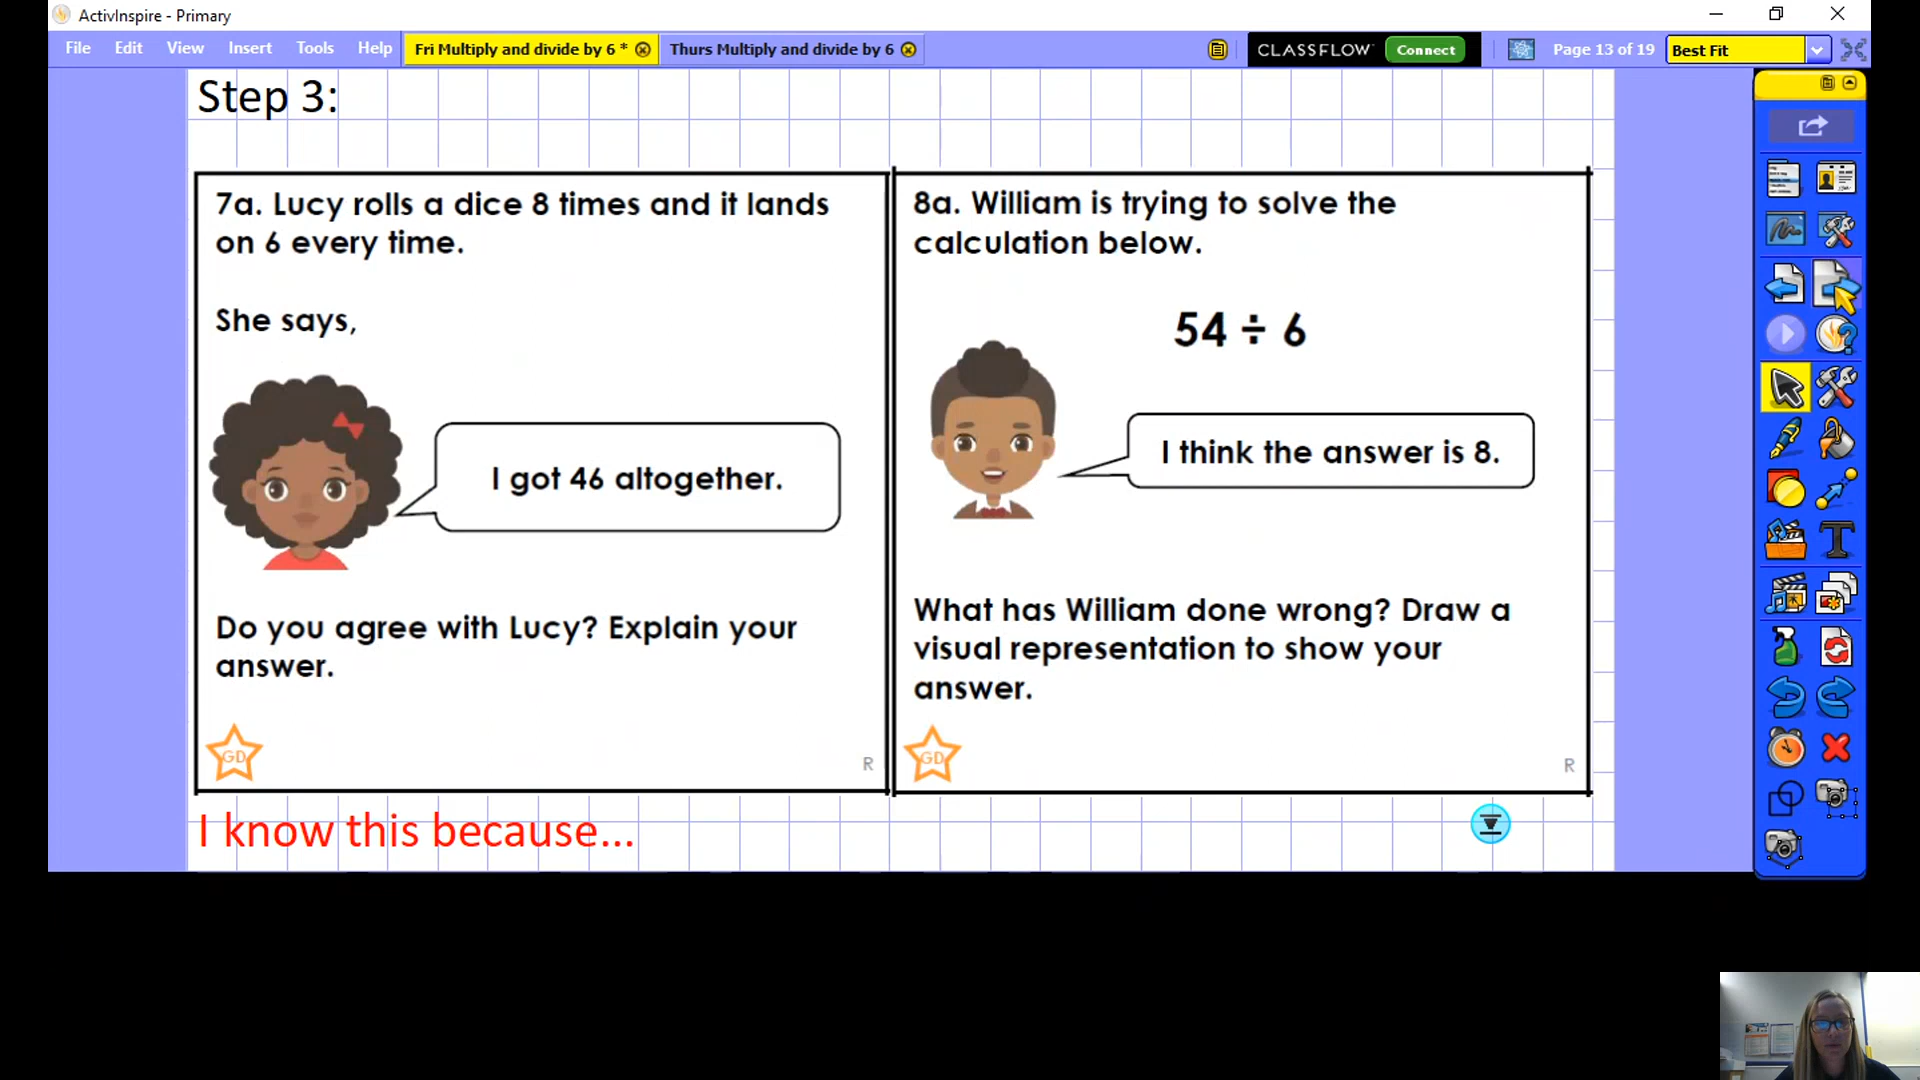 ActivInspire - Primary
File Edit View Insert Tools Help
Fri Multiply and divide by 6 *
Thurs Multiply and divide by 6
CLASSFLOW
Connect
Page 13 of 19
Best Fit
Step 3:
7a. Lucy rolls a dice 8 times and it lands
on 6 every time.
She says,
I got 46 altogether.
Do you agree with Lucy? Explain your
answer.
GD
R
8a. William is trying to solve the
calculation below.
54 ÷ 6
I think the answer is 8.
What has William done wrong? Draw a
visual representation to show your
answer.
GD
R
I know this because...